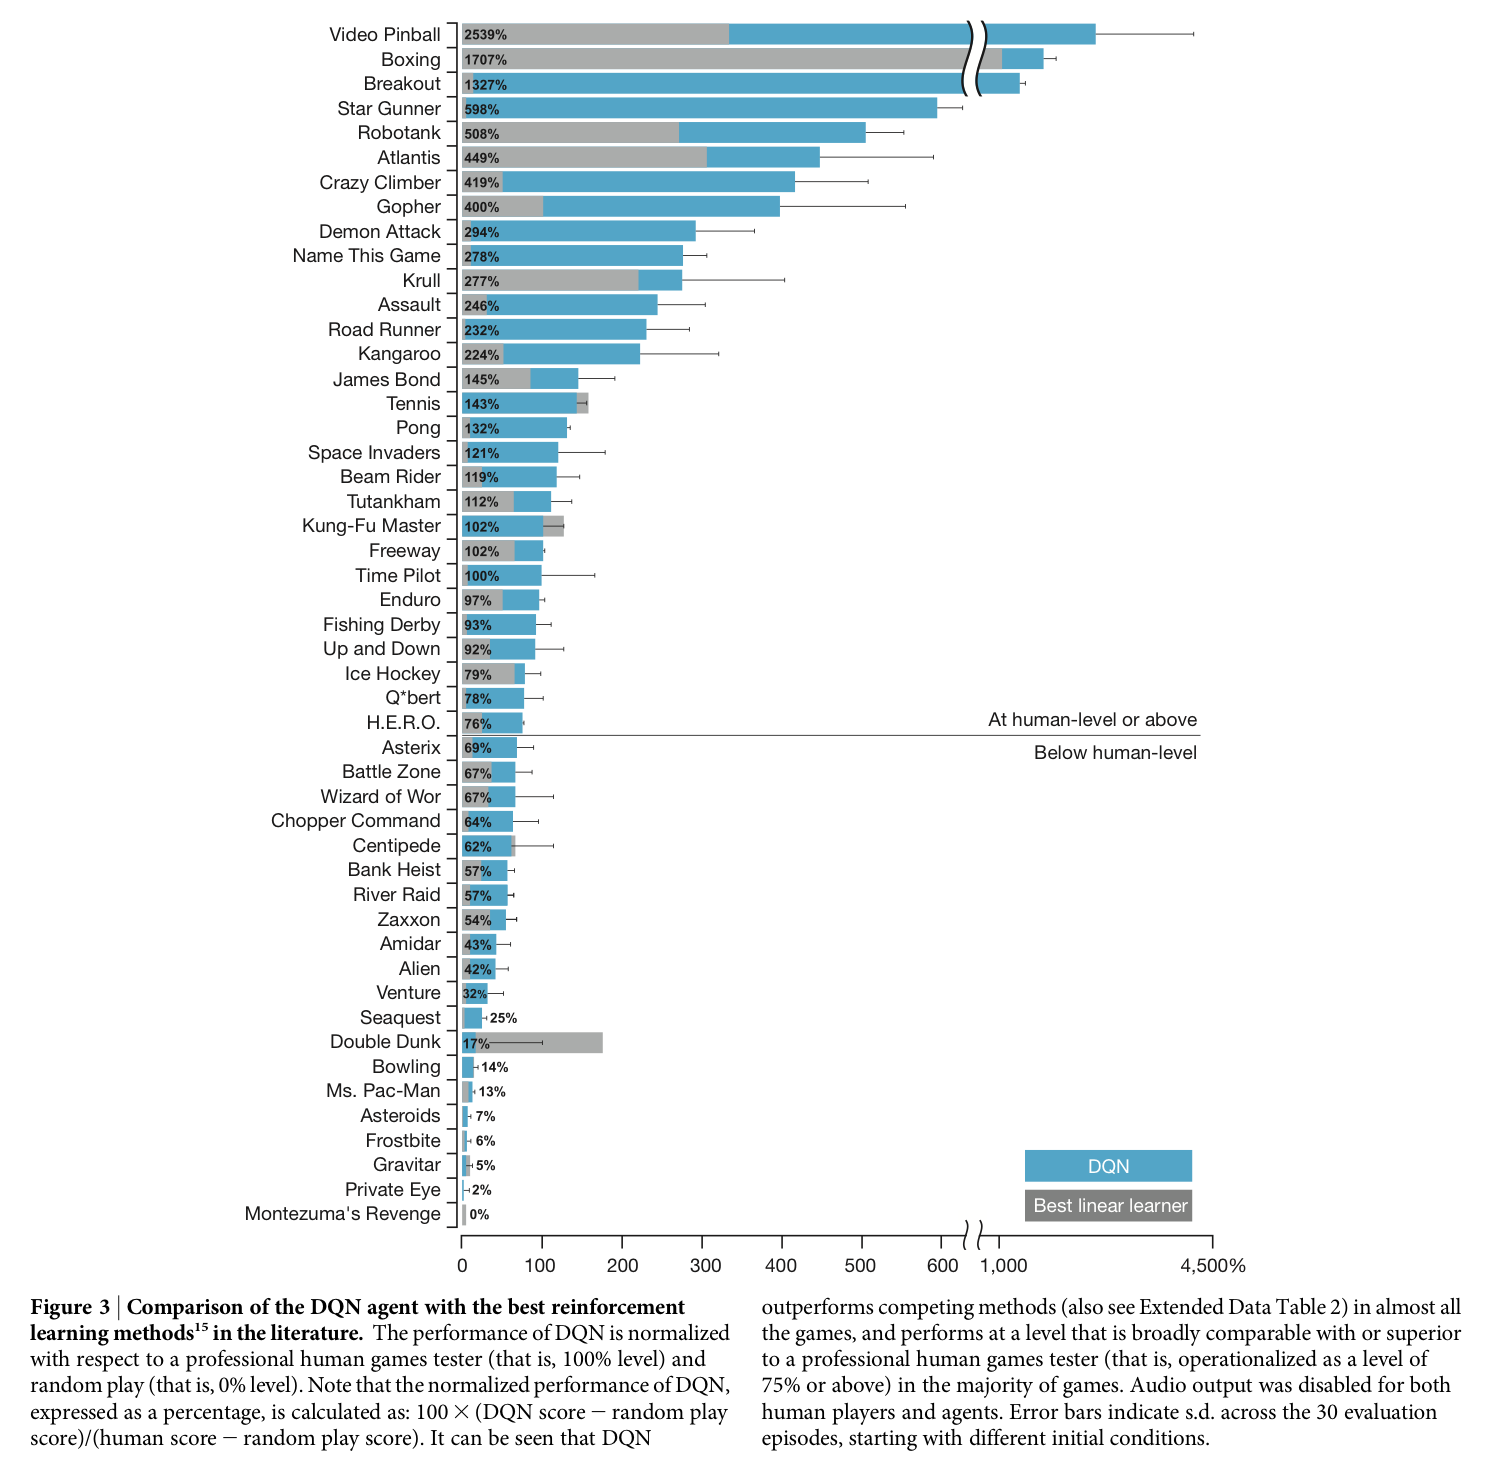 Video Pinball 2539%
Boxing 1707%
Breakout 1327%
Star Gunner 598%
Robotank 508%
Atlantis 449%
Crazy Climber 419%
Gopher 400%
Demon Attack 294%
Name This Game 278%
Krull 277%
Assault 246%
Road Runner 232%
Kangaroo 224%
James Bond 145%
Tennis 143%
Pong 132%
Space Invaders 121%
Beam Rider 119%
Tutankham 112%
Kung-Fu Master 102%
Freeway 102%
Time Pilot 100%
Enduro 97%
Fishing Derby 93%
Up and Down 92%
Ice Hockey 79%
Q*bert 78%
H.E.R.O. 76%
At human-level or above
Asterix 69%
Below human-level
Battle Zone 67%
Wizard of Wor 67%
Chopper Command 64%
Centipede 62%
Bank Heist 57%
River Raid 57%
Zaxxon 54%
Amidar 43%
Alien 42%
Venture 32%
Seaquest 25%
Double Dunk 17%
Bowling 14%
Ms. Pac-Man 13%
Asteroids 7%
Frostbite 6%
Gravitar 5%
Private Eye 2%
Montezuma's Revenge 0%
DQN
Best linear learner
0 100 200 300 400 500 600 1,000 4,500%
Figure 3 | Comparison of the DQN agent with the best reinforcement
learning methods15 in the literature. The performance of DQN is normalized
with respect to a professional human games tester (that is, 100% level) and
random play (that is, 0% level). Note that the normalized performance of DQN,
expressed as a percentage, is calculated as: 100 × (DQN score − random play
score)/(human score − random play score). It can be seen that DQN
outperforms competing methods (also see Extended Data Table 2) in almost all
the games, and performs at a level that is broadly comparable with or superior
to a professional human games tester (that is, operationalized as a level of
75% or above) in the majority of games. Audio output was disabled for both
human players and agents. Error bars indicate s.d. across the 30 evaluation
episodes, starting with different initial conditions.